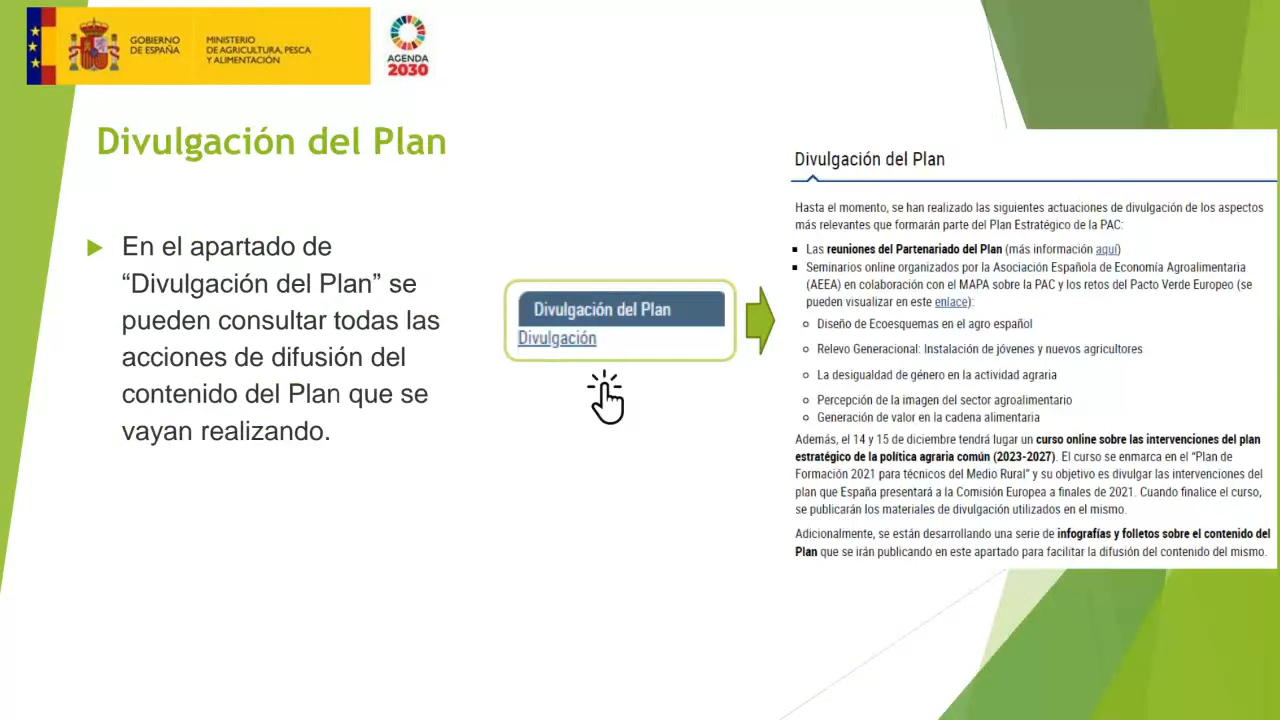 GOBIERNO
DE ESPAÑA
MINISTERIO
DE AGRICULTURA, PESCA
Y ALIMENTACIÓN
AGENDA
2030
Divulgación del Plan
En el apartado de
“Divulgación del Plan” se
pueden consultar todas las
acciones de difusión del
contenido del Plan que se
vayan realizando.
Divulgación del Plan
Divulgación
Divulgación del Plan
Hasta el momento, se han realizado las siguientes actuaciones de divulgación de los aspectos
más relevantes que formarán parte del Plan Estratégico de la PAC:
Las reuniones del Partenariado del Plan (más información aquí)
Seminarios online organizados por la Asociación Española de Economía Agroalimentaria
(AEEA) en colaboración con el MAPA sobre la PAC y los retos del Pacto Verde Europeo (se
pueden visualizar en este enlace):
Diseño de Ecoesquemas en el agro español
Relevo Generacional: Instalación de jóvenes y nuevos agricultores
La desigualdad de género en la actividad agraria
Percepción de la imagen del sector agroalimentario
Generación de valor en la cadena alimentaria
Además, el 14 y 15 de diciembre tendrá lugar un curso online sobre las intervenciones del plan
estratégico de la política agraria común (2023-2027). El curso se enmarca en el “Plan de
Formación 2021 para técnicos del Medio Rural” y su objetivo es divulgar las intervenciones del
plan que España presentará a la Comisión Europea a finales de 2021. Cuando finalice el curso,
se publicarán los materiales de divulgación utilizados en el mismo.
Adicionalmente, se están desarrollando una serie de infografías y folletos sobre el contenido del
Plan que se irán publicando en este apartado para facilitar la difusión del contenido del mismo.